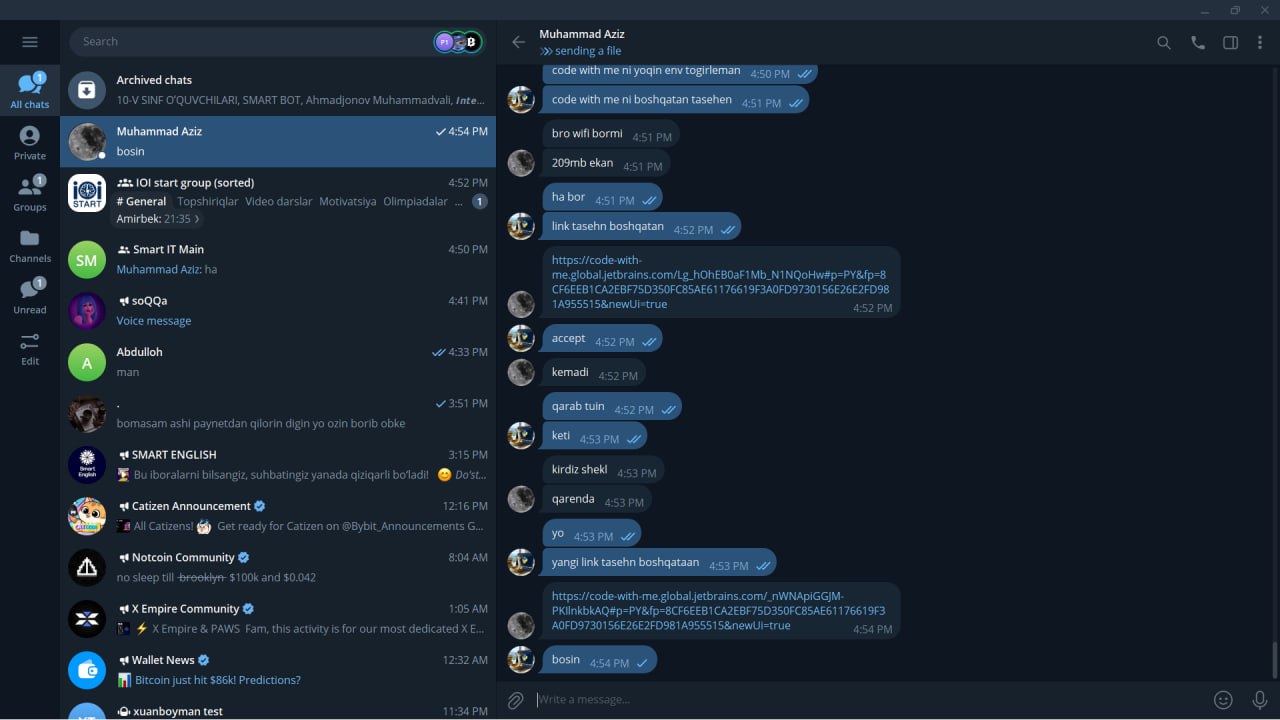 Search
P1
All chats
1
Private
Groups
1
Channels
Unread
1
Edit
Archived chats
10-V SINF O'QUVCHILARI, SMART BOT, Ahmadjonov Muhammadvali, Inte...
Muhammad Aziz
4:54 PM
bosin
IOI start group (sorted)
4:52 PM
# General Topshiriqlar Video darslar Motivatsiya Olimpiadalar ...
1
Amirbek: 21:35 ›
START
SM
Smart IT Main
4:50 PM
Muhammad Aziz: ha
soQQa
4:41 PM
Voice message
A
Abdulloh
4:33 PM
man
.
3:51 PM
bomasam ashi paynetdan qilorin digin yo ozin borib obke
Smart
English
SMART ENGLISH
3:15 PM
Bu iboralarni bilsangiz, suhbatingiz yanada qiziqarli bo'ladi! 😊 Do'st...
Catizen Announcement
12:16 PM
All Catizens! Get ready for Catizen on @Bybit_Announcements G...
Notcoin Community
8:04 AM
no sleep till brooklyn $100k and $0.042
X Empire Community
1:05 AM
⚡ X Empire & PAWS Fam, this activity is for our most dedicated X E...
Wallet News
12:32 AM
📊 Bitcoin just hit $86k! Predictions?
xuanboyman test
11:34 PM
Muhammad Aziz
sending a file
code with me ni yoqin env togirleman 4:50 PM
code with me ni boshqatan tasehen 4:51 PM
bro wifi bormi 4:51 PM
209mb ekan 4:51 PM
ha bor 4:51 PM
link tasehn boshqatan 4:52 PM
https://code-with-
me.global.jetbrains.com/Lg_hOhEB0aF1Mb_N1NQoHw#p=PY&fp=8
CF6EEB1CA2EBF75D350FC85AE61176619F3A0FD9730156E26E2FD98
1A955515&newUi=true
4:52 PM
accept 4:52 PM
kemadi 4:52 PM
qarab tuin 4:52 PM
keti 4:53 PM
kirdiz shekl 4:53 PM
qarenda 4:53 PM
yo 4:53 PM
yangi link tasehn boshqataan 4:53 PM
https://code-with-me.global.jetbrains.com/_nWNApiGGJM-
PKIlnkbkAQ#p=PY&fp=8CF6EEB1CA2EBF75D350FC85AE61176619F3
A0FD9730156E26E2FD981A955515&newUi=true
4:54 PM
bosin 4:54 PM
Write a message...